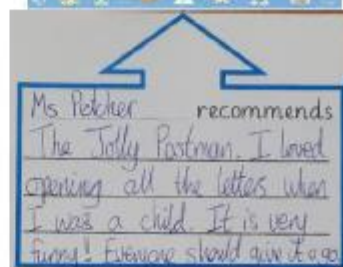 Ms Petcher recommends
The Jolly Postman. I loved
opening all the letters when
I was a child. It is very
funny! Everyone should give it a go